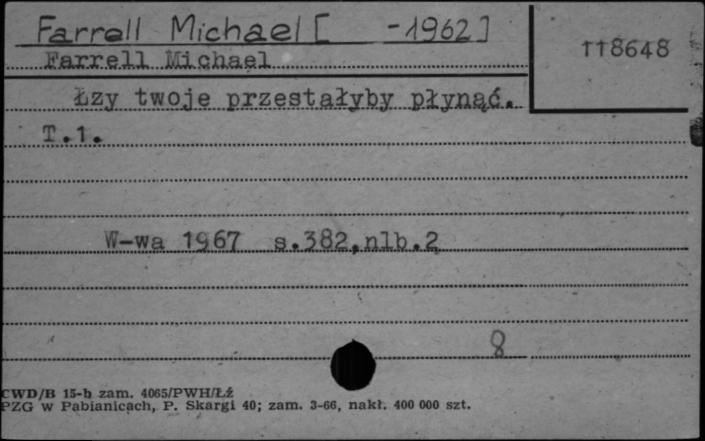 Farrell Michael [ -1962]
118648
Farrell Michael
Łzy twoje przestałyby płynąć.
T.1.
W-wa 1967 s.382,nlb.2
8
CWD/B 15-b zam. 4065/PWH/Łź
PZG w Pabianicach, P. Skargi 40; zam. 3-66, nakł. 400 000 szt.